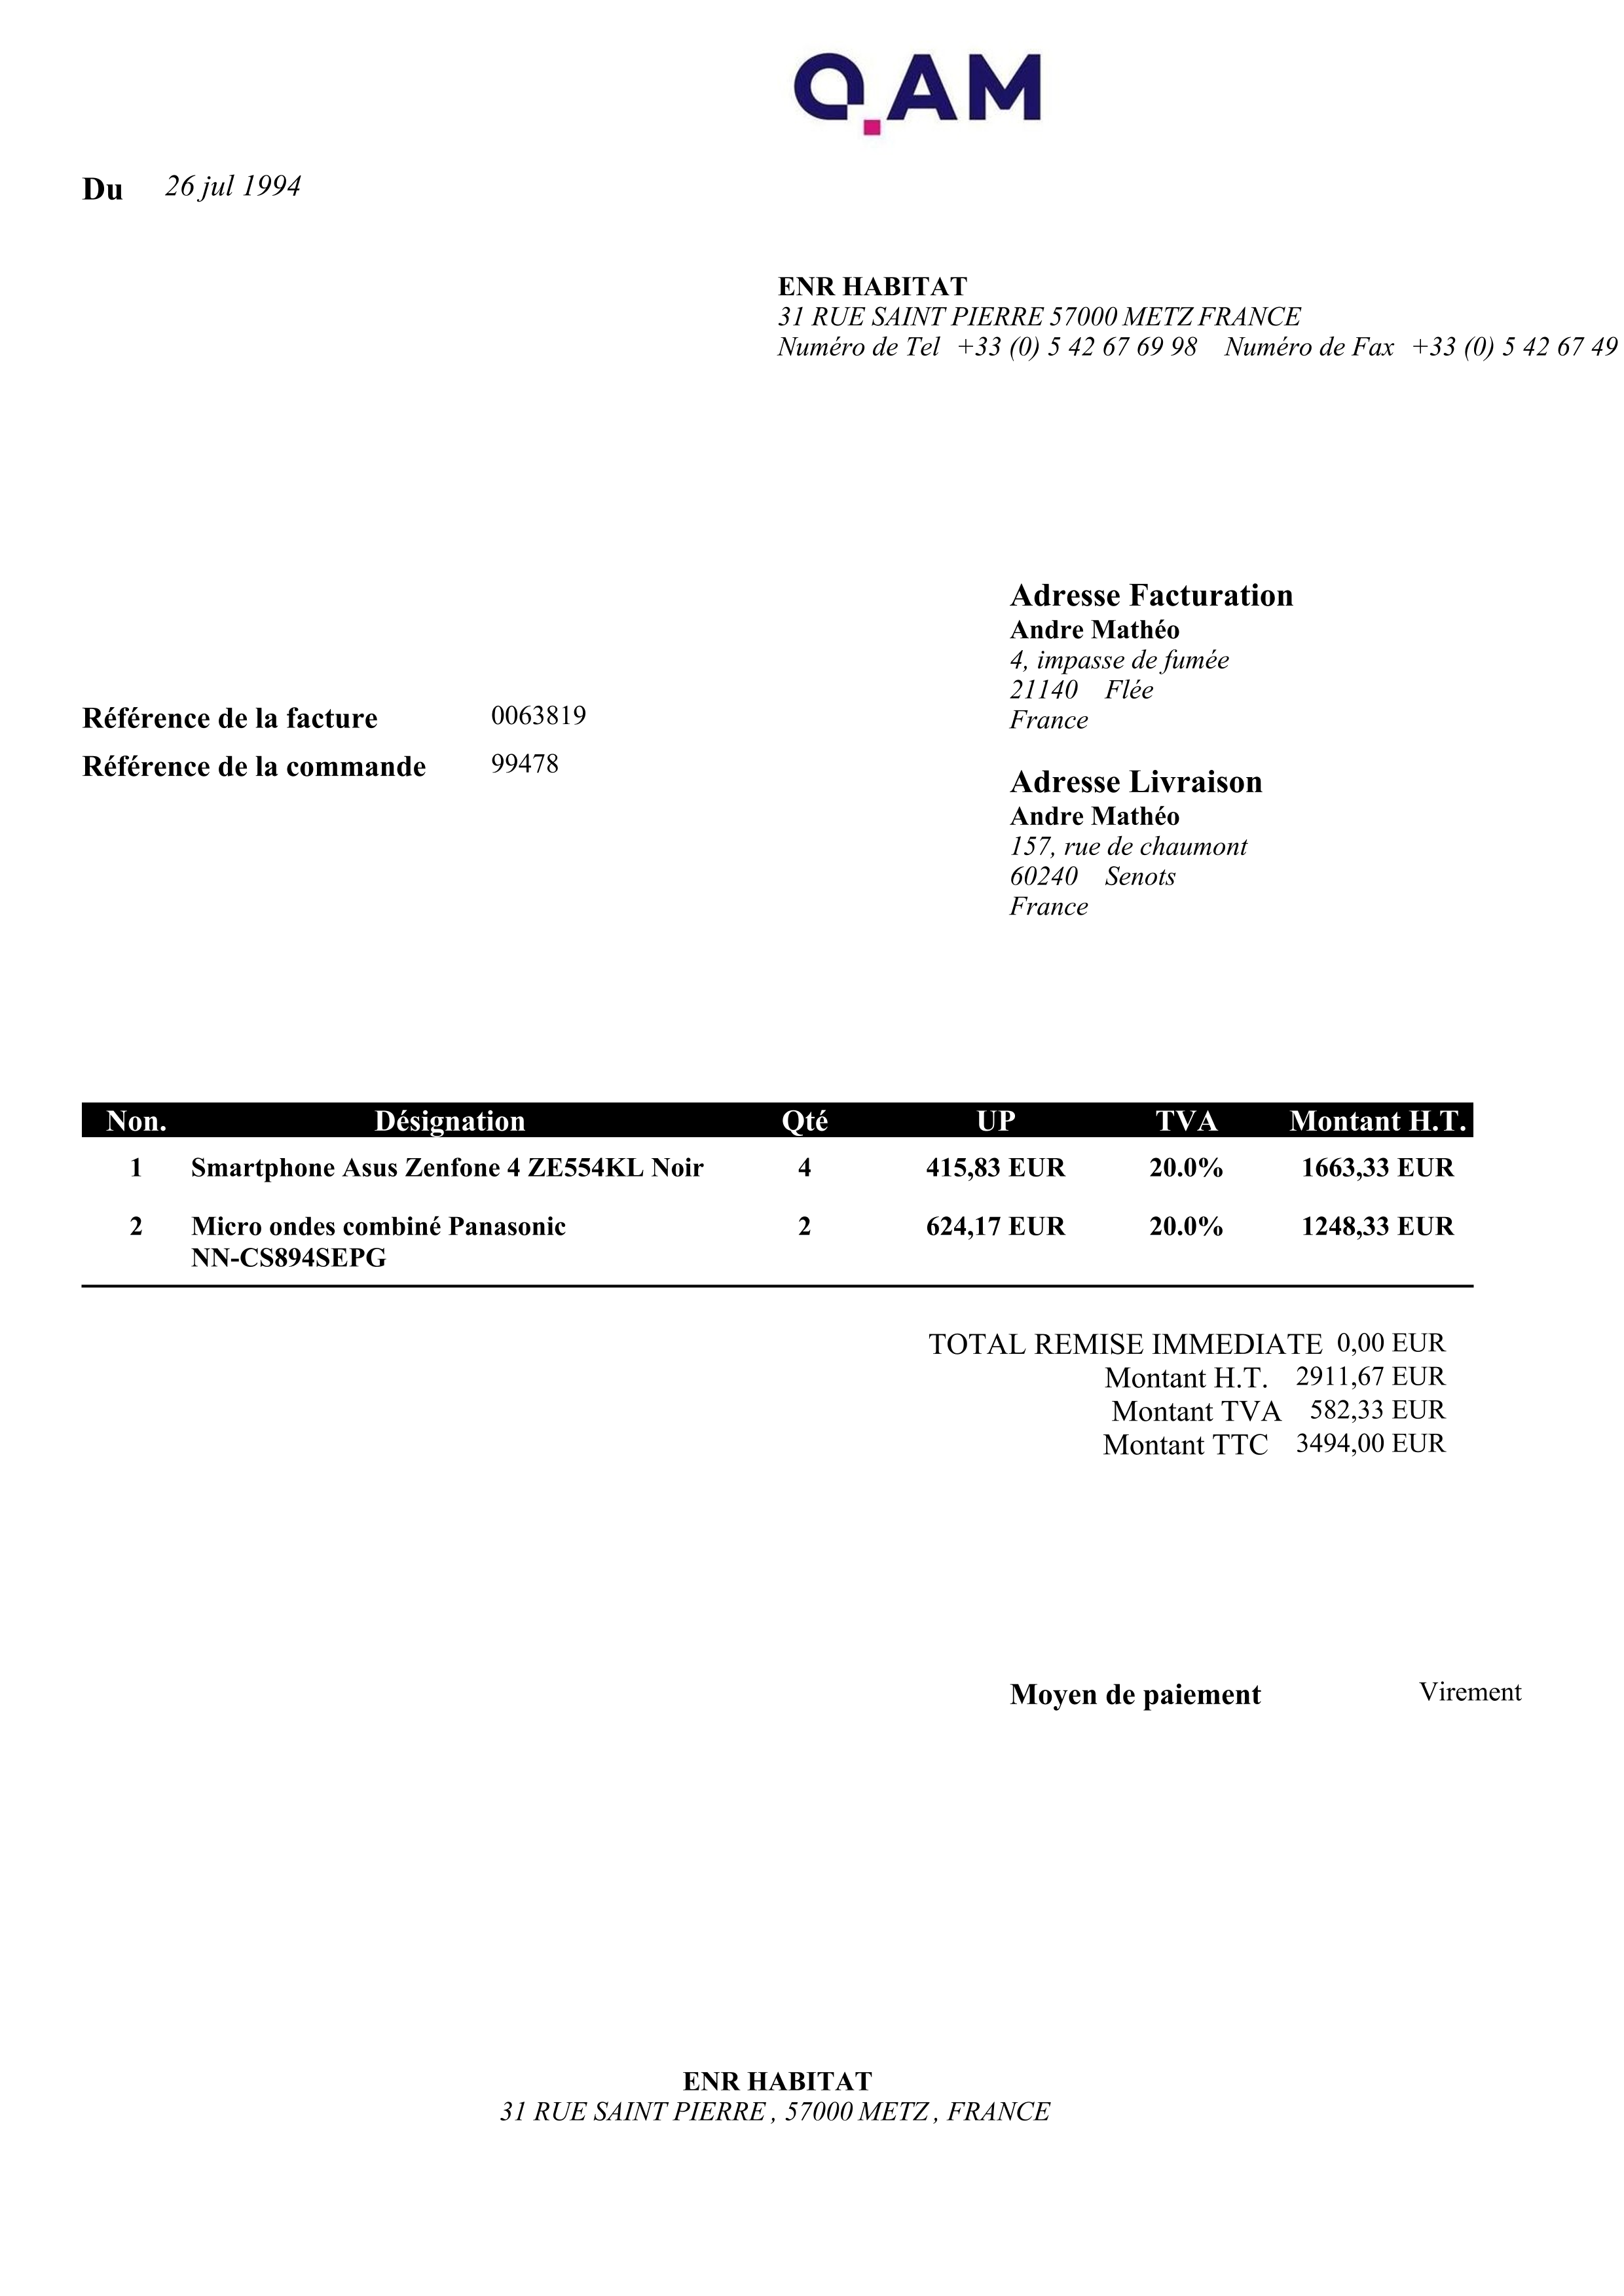 Q.AM
Du 26 jul 1994
ENR HABITAT
31 RUE SAINT PIERRE 57000 METZ FRANCE
Numéro de Tel +33 (0) 5 42 67 69 98 Numéro de Fax +33 (0) 5 42 67 49
Adresse Facturation
Andre Mathéo
4, impasse de fumée
21140 Flée
France
Référence de la facture 0063819
Référence de la commande 99478
Adresse Livraison
Andre Mathéo
157, rue de chaumont
60240 Senots
France
Non. Désignation Qté UP TVA Montant H.T.
1 Smartphone Asus Zenfone 4 ZE554KL Noir 4 415,83 EUR 20.0% 1663,33 EUR
2 Micro ondes combiné Panasonic 2 624,17 EUR 20.0% 1248,33 EUR
NN-CS894SEPG
TOTAL REMISE IMMEDIATE 0,00 EUR
Montant H.T. 2911,67 EUR
Montant TVA 582,33 EUR
Montant TTC 3494,00 EUR
Moyen de paiement Virement
ENR HABITAT
31 RUE SAINT PIERRE , 57000 METZ , FRANCE